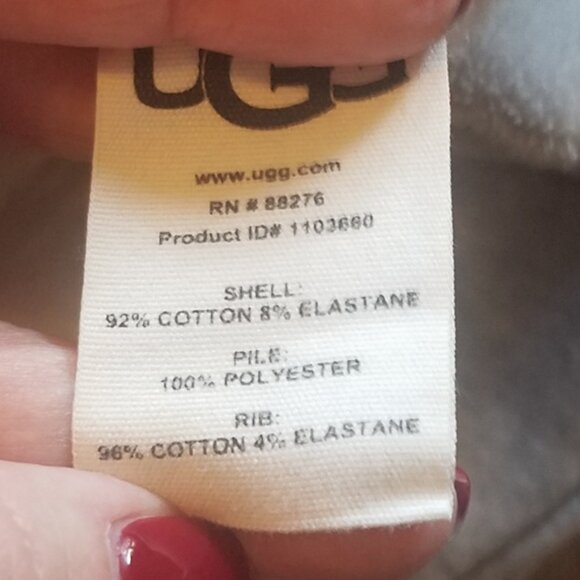 UGG
www.ugg.com
RN # 88276
Product ID# 1103660
SHELL:
92% COTTON 8% ELASTANE
PILE:
100% POLYESTER
RIB:
96% COTTON 4% ELASTANE